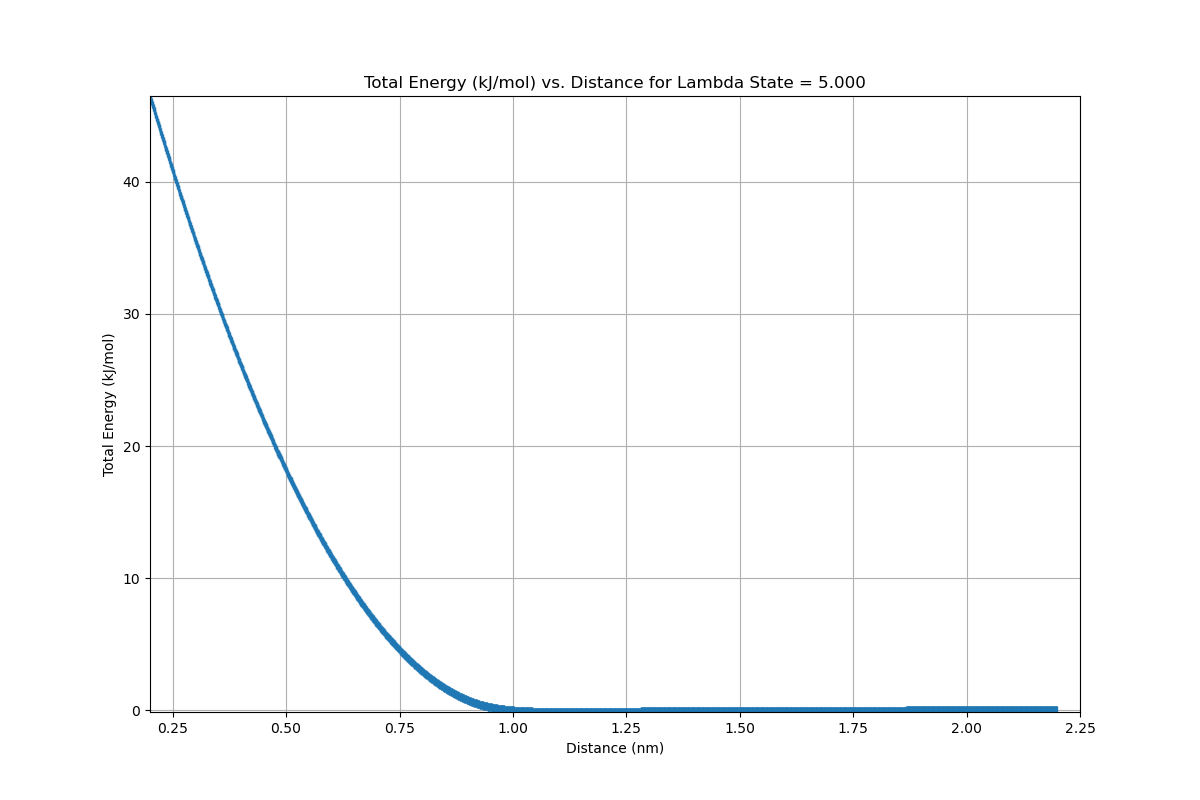 Total Energy (kJ/mol) vs. Distance for Lambda State = 5.000
40
30
20
10
0
Total Energy (kJ/mol)
0.25 0.50 0.75 1.00 1.25 1.50 1.75 2.00 2.25
Distance (nm)